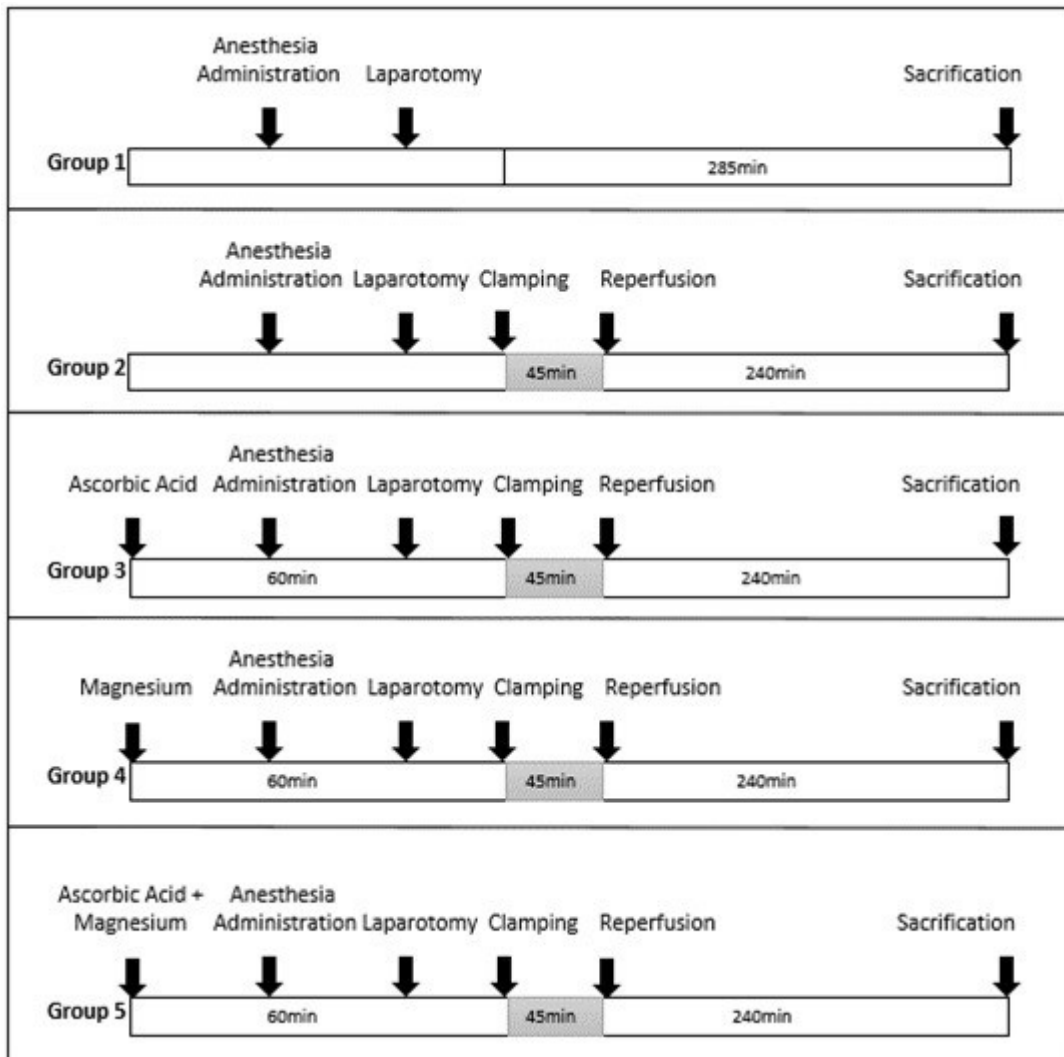 Anesthesia
Administration Laparotomy Sacrification
Group 1 285min
Anesthesia
Administration Laparotomy Clamping Reperfusion Sacrification
Group 2 45min 240min
Anesthesia
Ascorbic Acid Administration Laparotomy Clamping Reperfusion Sacrification
Group 3 60min 45min 240min
Anesthesia
Magnesium Administration Laparotomy Clamping Reperfusion Sacrification
Group 4 60min 45min 240min
Ascorbic Acid + Anesthesia
Magnesium Administration Laparotomy Clamping Reperfusion Sacrification
Group 5 60min 45min 240min